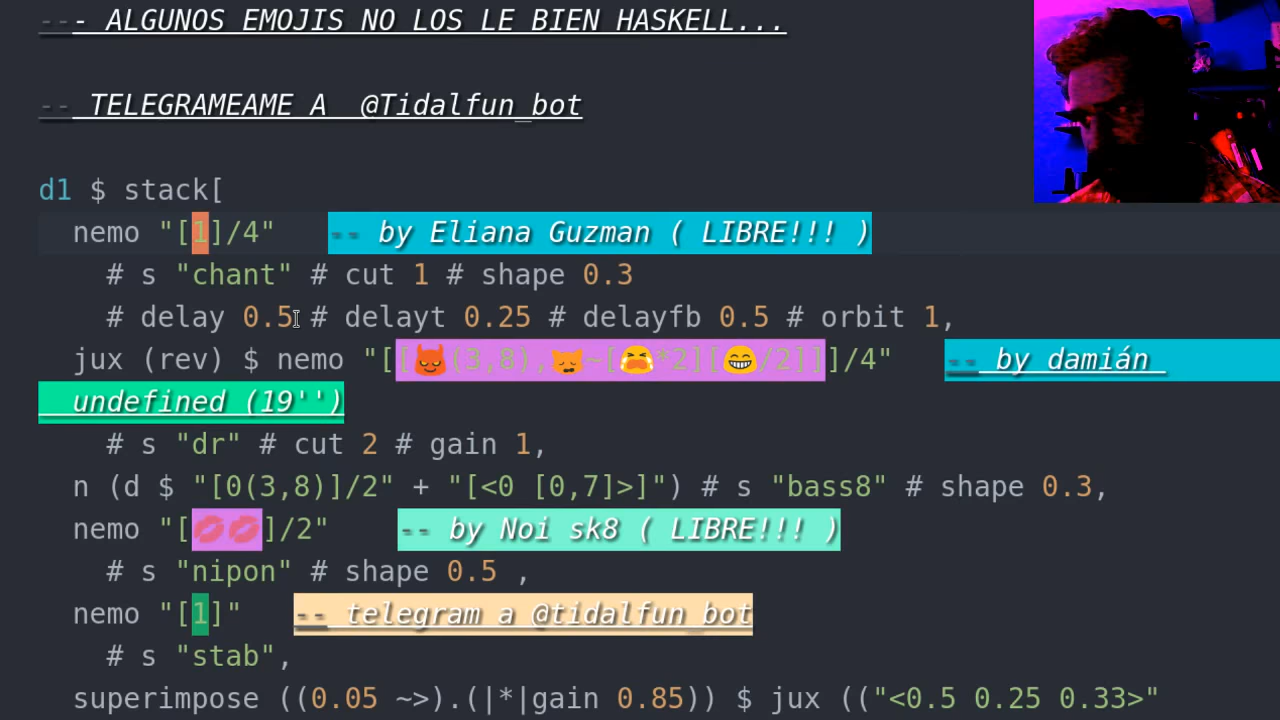 --- ALGUNOS EMOJIS NO LOS LE BIEN HASKELL...
-- TELEGRAMEAME A  @Tidalfun_bot
d1 $ stack[
nemo "[1]/4"   -- by Eliana Guzman ( LIBRE!!! )
# s "chant" # cut 1 # shape 0.3
# delay 0.5 # delayt 0.25 # delayfb 0.5 # orbit 1,
jux (rev) $ nemo "[[👿(3,8),😼~[😭*2][😁/2]]]/4"   -- by damián
undefined (19'')
# s "dr" # cut 2 # gain 1,
n (d $ "[0(3,8)]/2" + "[<0 [0,7]>]") # s "bass8" # shape 0.3,
nemo "[💋💋]/2"    -- by Noi sk8 ( LIBRE!!! )
# s "nipon" # shape 0.5 ,
nemo "[1]"   -- telegram a @tidalfun_bot
# s "stab",
superimpose ((0.05 ~>).(|*|gain 0.85)) $ jux (("<0.5 0.25 0.33>"